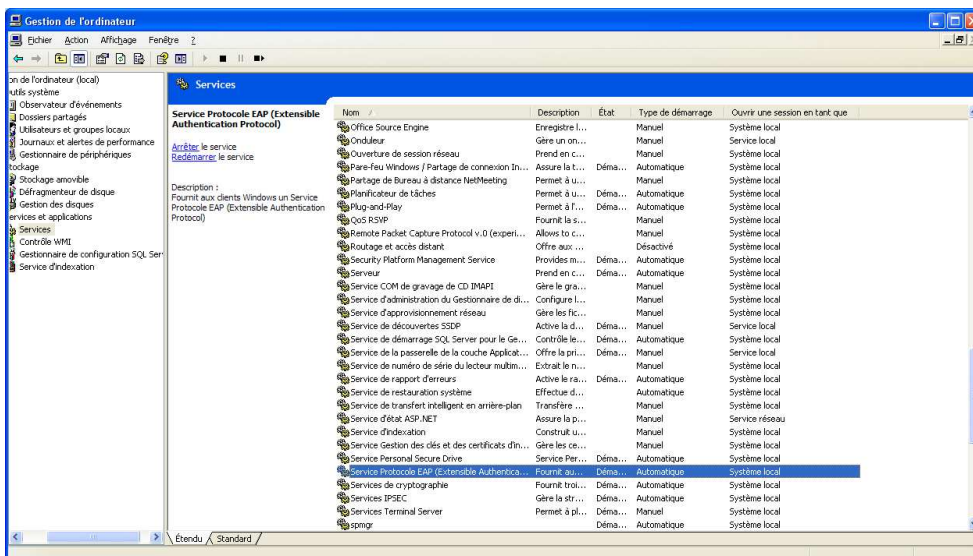 Gestion de l'ordinateur
Fichier Action Affichage Fenêtre ?
on de l'ordinateur (local)
utils système
Observateur d'événements
Dossiers partagés
Utilisateurs et groupes locaux
Journaux et alertes de performance
Gestionnaire de périphériques
tockage
Stockage amovible
Défragmenteur de disque
Gestion des disques
ervices et applications
Services
Contrôle WMI
Gestionnaire de configuration SQL Ser
Service d'indexation
Services
Service Protocole EAP (Extensible
Authentication Protocol)
Arrêter le service
Redémarrer le service
Description :
Fournit aux clients Windows un Service
Protocole EAP (Extensible Authentication
Protocol)
Nom Description État Type de démarrage Ouvrir une session en tant que
Office Source Engine Enregistre l... Manuel Système local
Onduleur Gère un on... Manuel Service local
Ouverture de session réseau Prend en c... Manuel Système local
Pare-feu Windows / Partage de connexion In... Assure la t... Déma... Automatique Système local
Partage de Bureau à distance NetMeeting Permet à u... Manuel Système local
Planificateur de tâches Permet à u... Déma... Automatique Système local
Plug-and-Play Permet à l'... Déma... Automatique Système local
QoS RSVP Fournit la s... Manuel Système local
Remote Packet Capture Protocol v.0 (experi... Allows to c... Manuel Système local
Routage et accès distant Offre aux ... Désactivé Système local
Security Platform Management Service Provides m... Déma... Automatique Système local
Serveur Prend en c... Déma... Automatique Système local
Service COM de gravage de CD IMAPI Gère le gra... Manuel Système local
Service d'administration du Gestionnaire de di... Configure l... Manuel Système local
Service d'approvisionnement réseau Gère les fic... Manuel Système local
Service de découvertes SSDP Active la d... Déma... Manuel Service local
Service de démarrage SQL Server pour le Ge... Contrôle le... Déma... Automatique Système local
Service de la passerelle de la couche Applicat... Offre la pri... Déma... Manuel Service local
Service de numéro de série du lecteur multim... Extrait le n... Manuel Système local
Service de rapport d'erreurs Active le ra... Déma... Automatique Système local
Service de restauration système Effectue d... Automatique Système local
Service de transfert intelligent en arrière-plan Transfère ... Manuel Système local
Service d'état ASP.NET Assure la p... Manuel Service réseau
Service d'indexation Construit u... Manuel Système local
Service Gestion des clés et des certificats d'in... Gère les ce... Manuel Système local
Service Personal Secure Drive Service Per... Déma... Automatique Système local
Service Protocole EAP (Extensible Authentica... Fournit au... Déma... Automatique Système local
Services de cryptographie Fournit troi... Déma... Automatique Système local
Services IPSEC Gère la str... Déma... Automatique Système local
Services Terminal Server Permet à pl... Déma... Manuel Système local
spmgr Déma... Automatique Système local
Étendu Standard